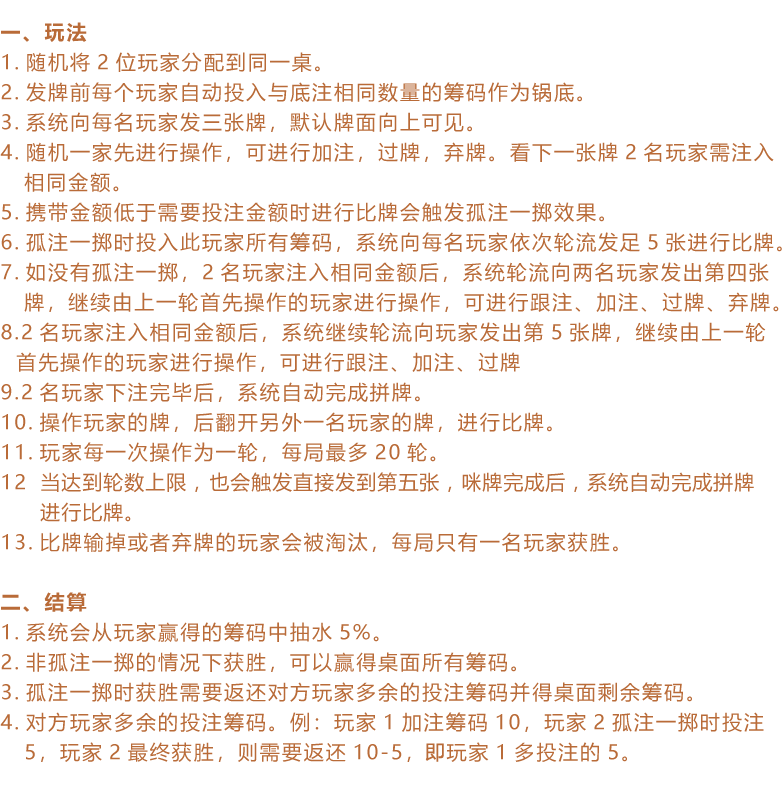 一、玩法
1. 随机将 2 位玩家分配到同一桌。
2. 发牌前每个玩家自动投入与底注相同数量的筹码作为锅底。
3. 系统向每名玩家发三张牌，默认牌面向上可见。
4. 随机一家先进行操作，可进行加注，过牌，弃牌。看下一张牌 2 名玩家需注入
相同金额。
5. 携带金额低于需要投注金额时进行比牌会触发孤注一掷效果。
6. 孤注一掷时投入此玩家所有筹码，系统向每名玩家依次轮流发足 5 张进行比牌。
7. 如没有孤注一掷，2 名玩家注入相同金额后，系统轮流向两名玩家发出第四张
牌，继续由上一轮首先操作的玩家进行操作，可进行跟注、加注、过牌、弃牌。
8.2 名玩家注入相同金额后，系统继续轮流向玩家发出第 5 张牌，继续由上一轮
首先操作的玩家进行操作，可进行跟注、加注、过牌
9.2 名玩家下注完毕后，系统自动完成拼牌。
10. 操作玩家的牌，后翻开另外一名玩家的牌，进行比牌。
11. 玩家每一次操作为一轮，每局最多 20 轮。
12 当达到轮数上限，也会触发直接发到第五张，咪牌完成后，系统自动完成拼牌
进行比牌。
13. 比牌输掉或者弃牌的玩家会被淘汰，每局只有一名玩家获胜。
二、结算
1. 系统会从玩家赢得的筹码中抽水 5%。
2. 非孤注一掷的情况下获胜，可以赢得桌面所有筹码。
3. 孤注一掷时获胜需要返还对方玩家多余的投注筹码并得桌面剩余筹码。
4. 对方玩家多余的投注筹码。例：玩家 1 加注筹码 10，玩家 2 孤注一掷时投注
5，玩家 2 最终获胜，则需要返还 10-5，即玩家 1 多投注的 5。